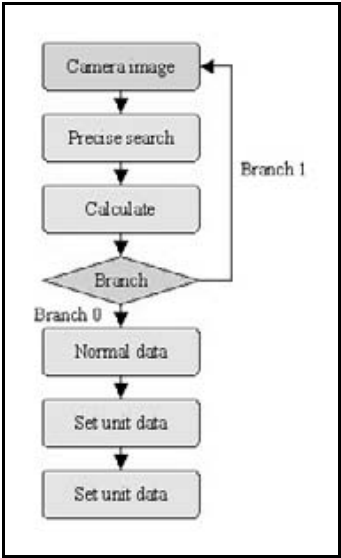 Camera image
Precise search
Branch 1
Calculate
Branch
Branch 0
Normal data
Set unit data
Set unit data